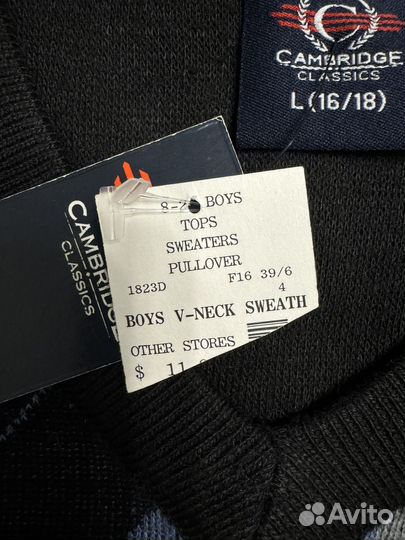 C
CAMBRIDGE
CLASSICS
L (16/18)
CAMBRIDGE
CLASSICS
BOYS
TOPS
SWEATERS
PULLOVER
1823D F16 39/6
4
BOYS V-NECK SWEATH
OTHER STORES
$ 11
Avito